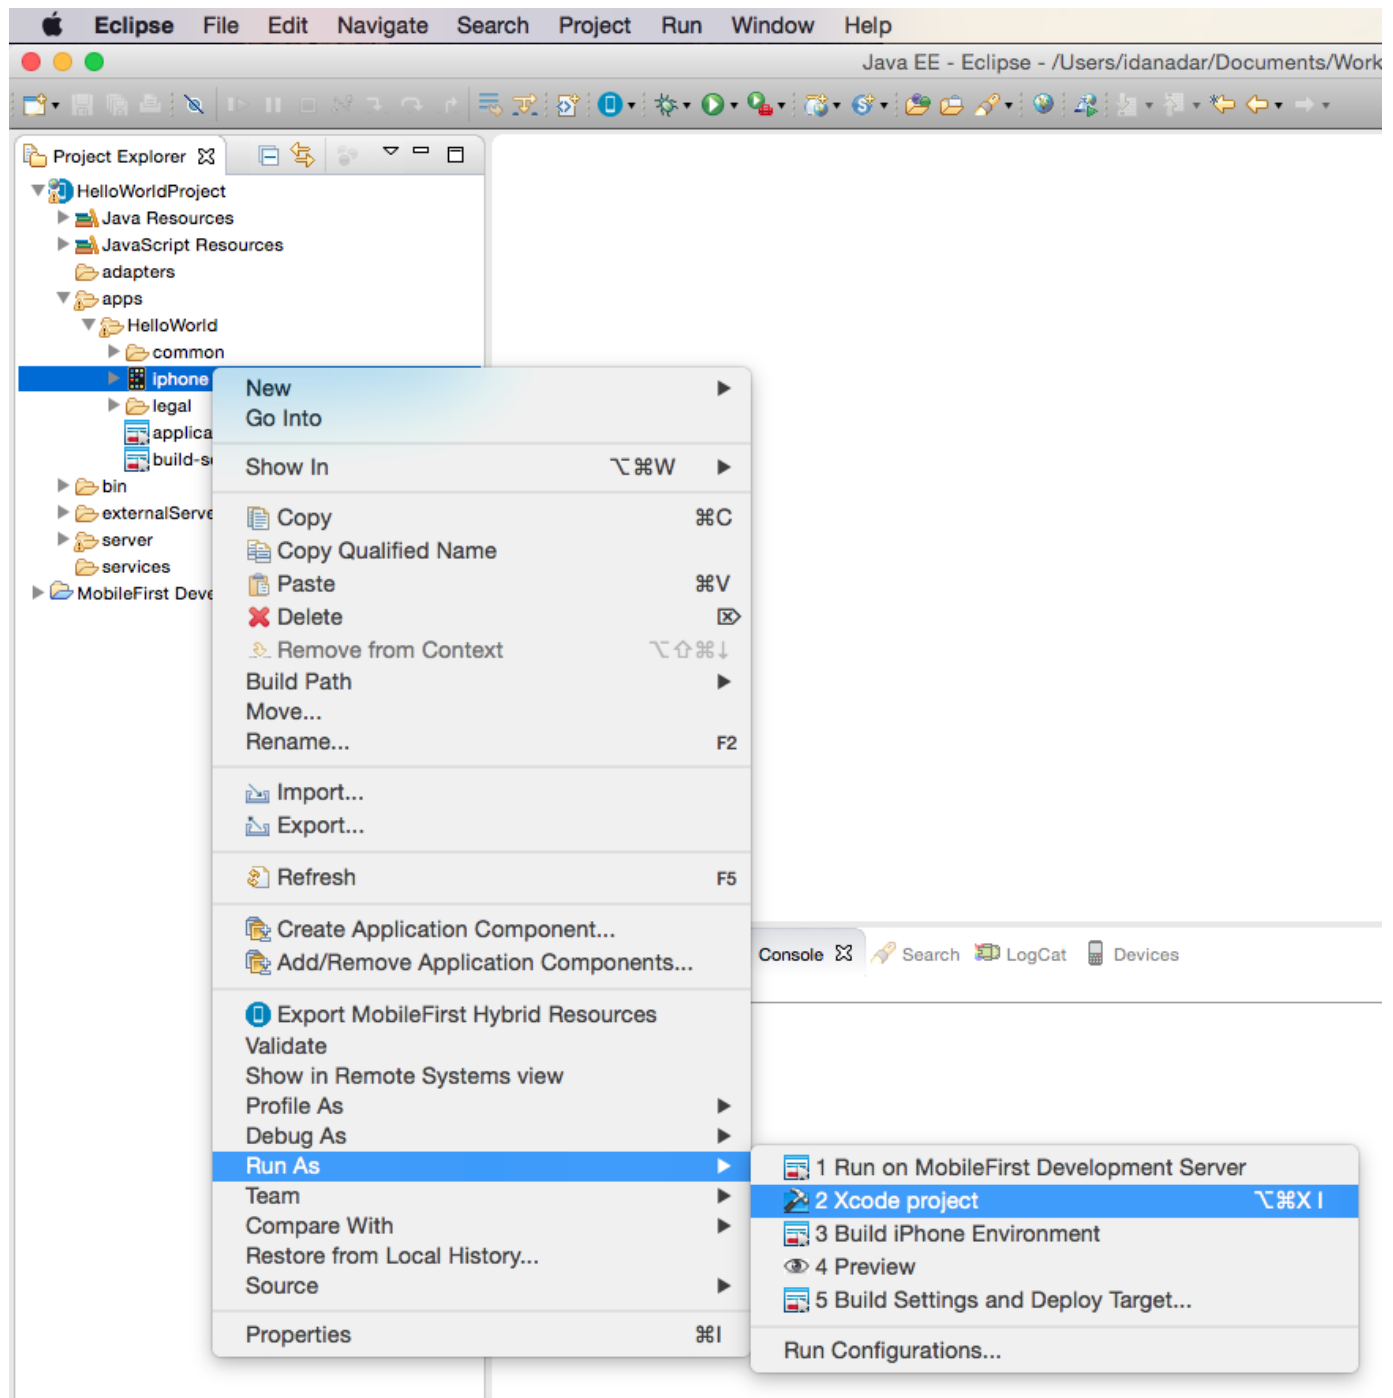 Eclipse File Edit Navigate Search Project Run Window Help
Java EE - Eclipse - /Users/idanadar/Documents/Work
Project Explorer
HelloWorldProject
Java Resources
JavaScript Resources
adapters
apps
HelloWorld
common
iphone
legal
applica
build-s
bin
externalServe
server
services
MobileFirst Deve
New
Go Into
Show In ⌥⌘W
Copy ⌘C
Copy Qualified Name
Paste ⌘V
Delete ⌦
Remove from Context ⌥⇧⌘↓
Build Path
Move...
Rename... F2
Import...
Export...
Refresh F5
Create Application Component...
Add/Remove Application Components...
Export MobileFirst Hybrid Resources
Validate
Show in Remote Systems view
Profile As
Debug As
Run As
Team
Compare With
Restore from Local History...
Source
Properties ⌘I
Console Search LogCat Devices
1 Run on MobileFirst Development Server
2 Xcode project ⌥⌘X I
3 Build iPhone Environment
4 Preview
5 Build Settings and Deploy Target...
Run Configurations...